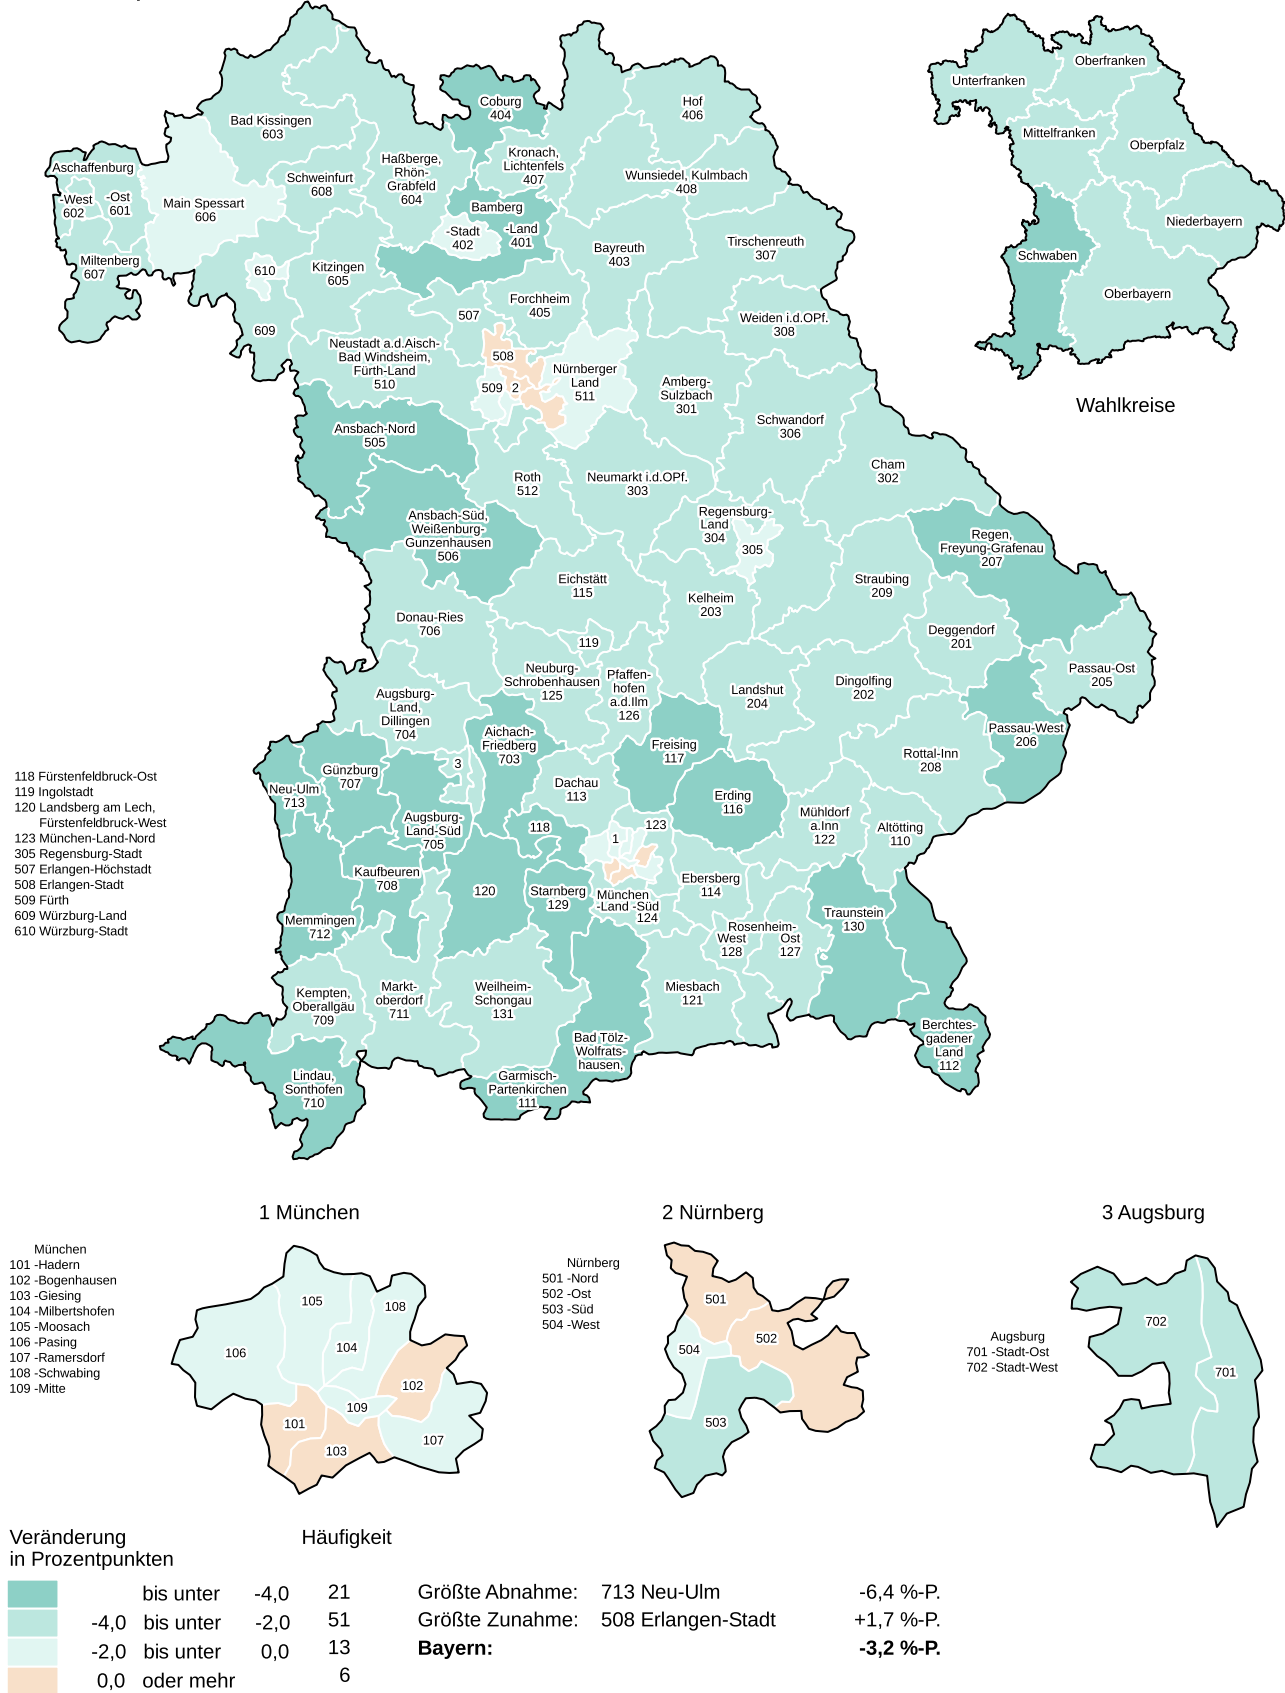 Oberfranken
Unterfranken
Mittelfranken
Oberpfalz
Niederbayern
Schwaben
Oberbayern
Wahlkreise
Coburg
404
Hof
406
Bad Kissingen
603
Kronach,
Lichtenfels
407
Haßberge,
Rhön-
Grabfeld
604
Aschaffenburg
-West
602
-Ost
601
Schweinfurt
608
Wunsiedel, Kulmbach
408
Main Spessart
606
Bamberg
-Stadt
402
-Land
401
Bayreuth
403
Tirschenreuth
307
Miltenberg
607
610
Kitzingen
605
Forchheim
405
507
609
Weiden i.d.OPf.
308
Neustadt a.d.Aisch-
Bad Windsheim,
Fürth-Land
510
508
509
2
Nürnberger
Land
511
Amberg-
Sulzbach
301
Schwandorf
306
Ansbach-Nord
505
Cham
302
Roth
512
Neumarkt i.d.OPf.
303
Ansbach-Süd,
Weißenburg-
Gunzenhausen
506
Regensburg-
Land
304
305
Regen,
Freyung-Grafenau
207
Eichstätt
115
Straubing
209
Kelheim
203
Donau-Ries
706
Deggendorf
201
119
Neuburg-
Schrobenhausen
125
Pfaffen-
hofen
a.d.Ilm
126
Passau-Ost
205
Landshut
204
Dingolfing
202
Augsburg-
Land,
Dillingen
704
Aichach-
Friedberg
703
Passau-West
206
Freising
117
Rottal-Inn
208
3
Günzburg
707
Neu-Ulm
713
Dachau
113
Erding
116
Augsburg-
Land-Süd
705
118
1
123
Mühldorf
a.Inn
122
Altötting
110
118 Fürstenfeldbruck-Ost
119 Ingolstadt
120 Landsberg am Lech,
Fürstenfeldbruck-West
123 München-Land-Nord
305 Regensburg-Stadt
507 Erlangen-Höchstadt
508 Erlangen-Stadt
509 Fürth
609 Würzburg-Land
610 Würzburg-Stadt
Kaufbeuren
708
120
Starnberg
129
Ebersberg
114
München
-Land -Süd
124
Memmingen
712
Traunstein
130
Rosenheim-
West
128
Ost
127
Kempten,
Oberallgäu
709
Markt-
oberdorf
711
Weilheim-
Schongau
131
Miesbach
121
Berchtes-
gadener
Land
112
Bad Tölz-
Wolfrats-
hausen,
Garmisch-
Partenkirchen
111
Lindau,
Sonthofen
710
1 München
München
101 -Hadern
102 -Bogenhausen
103 -Giesing
104 -Milbertshofen
105 -Moosach
106 -Pasing
107 -Ramersdorf
108 -Schwabing
109 -Mitte
105
108
104
106
102
109
101
103
107
2 Nürnberg
Nürnberg
501 -Nord
502 -Ost
503 -Süd
504 -West
501
502
504
503
3 Augsburg
Augsburg
701 -Stadt-Ost
702 -Stadt-West
702
701
Veränderung
in Prozentpunkten
Häufigkeit
bis unter -4,0 21
-4,0 bis unter -2,0 51
-2,0 bis unter 0,0 13
0,0 oder mehr 6
Größte Abnahme: 713 Neu-Ulm -6,4 %-P.
Größte Zunahme: 508 Erlangen-Stadt +1,7 %-P.
Bayern: -3,2 %-P.